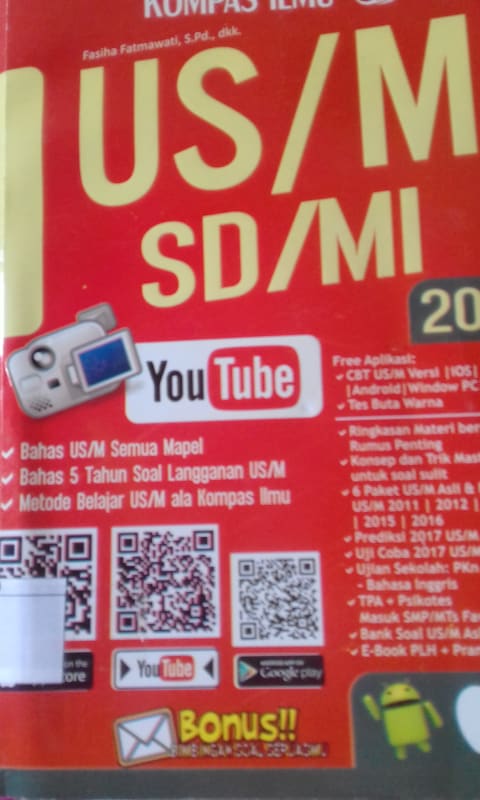 KOMPAS ILMU
Fasiha Fatmawati, S.Pd., dkk.
US/M
SD/MI
20
YouTube
Bahas US/M Semua Mapel
Bahas 5 Tahun Soal Langganan US/M
Metode Belajar US/M ala Kompas Ilmu
Free Aplikasi:
CBT US/M Versi |IOS|
|Android|Window PC
Tes Buta Warna
Ringkasan Materi ber
Rumus Penting
Konsep dan Trik Mas
untuk soal sulit
6 Paket US/M Asli &
US/M 2011 | 2012 |
| 2015 | 2016
Prediksi 2017 US/M
Uji Coba 2017 US/M
Ujian Sekolah: PKn
- Bahasa Inggris
TPA + Psikotes
Masuk SMP/MTs Fa
Bank Soal US/M Asl
E-Book PLH + Pram
on the
Store
YouTube
Google play
Bonus!!